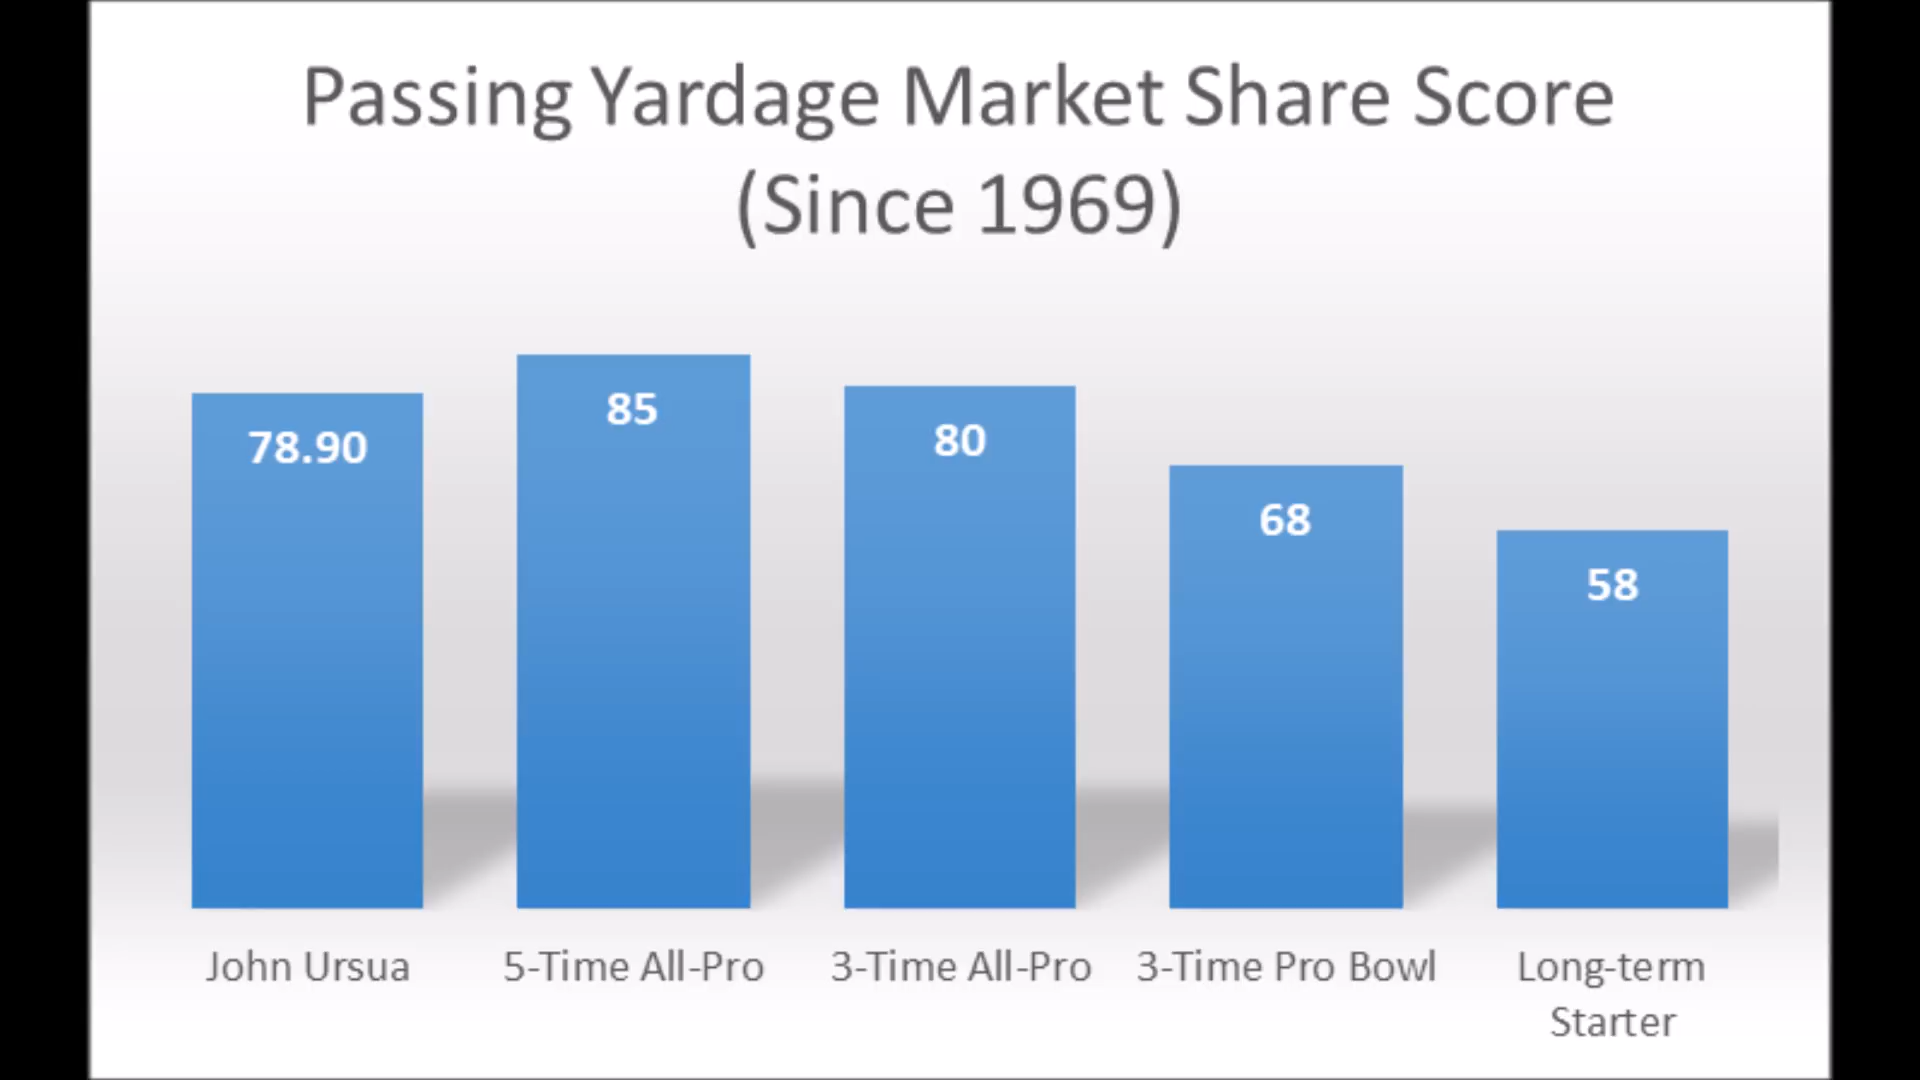 Passing Yardage Market Share Score
(Since 1969)
78.90
85
80
68
58
John Ursua
5-Time All-Pro
3-Time All-Pro
3-Time Pro Bowl
Long-term
Starter